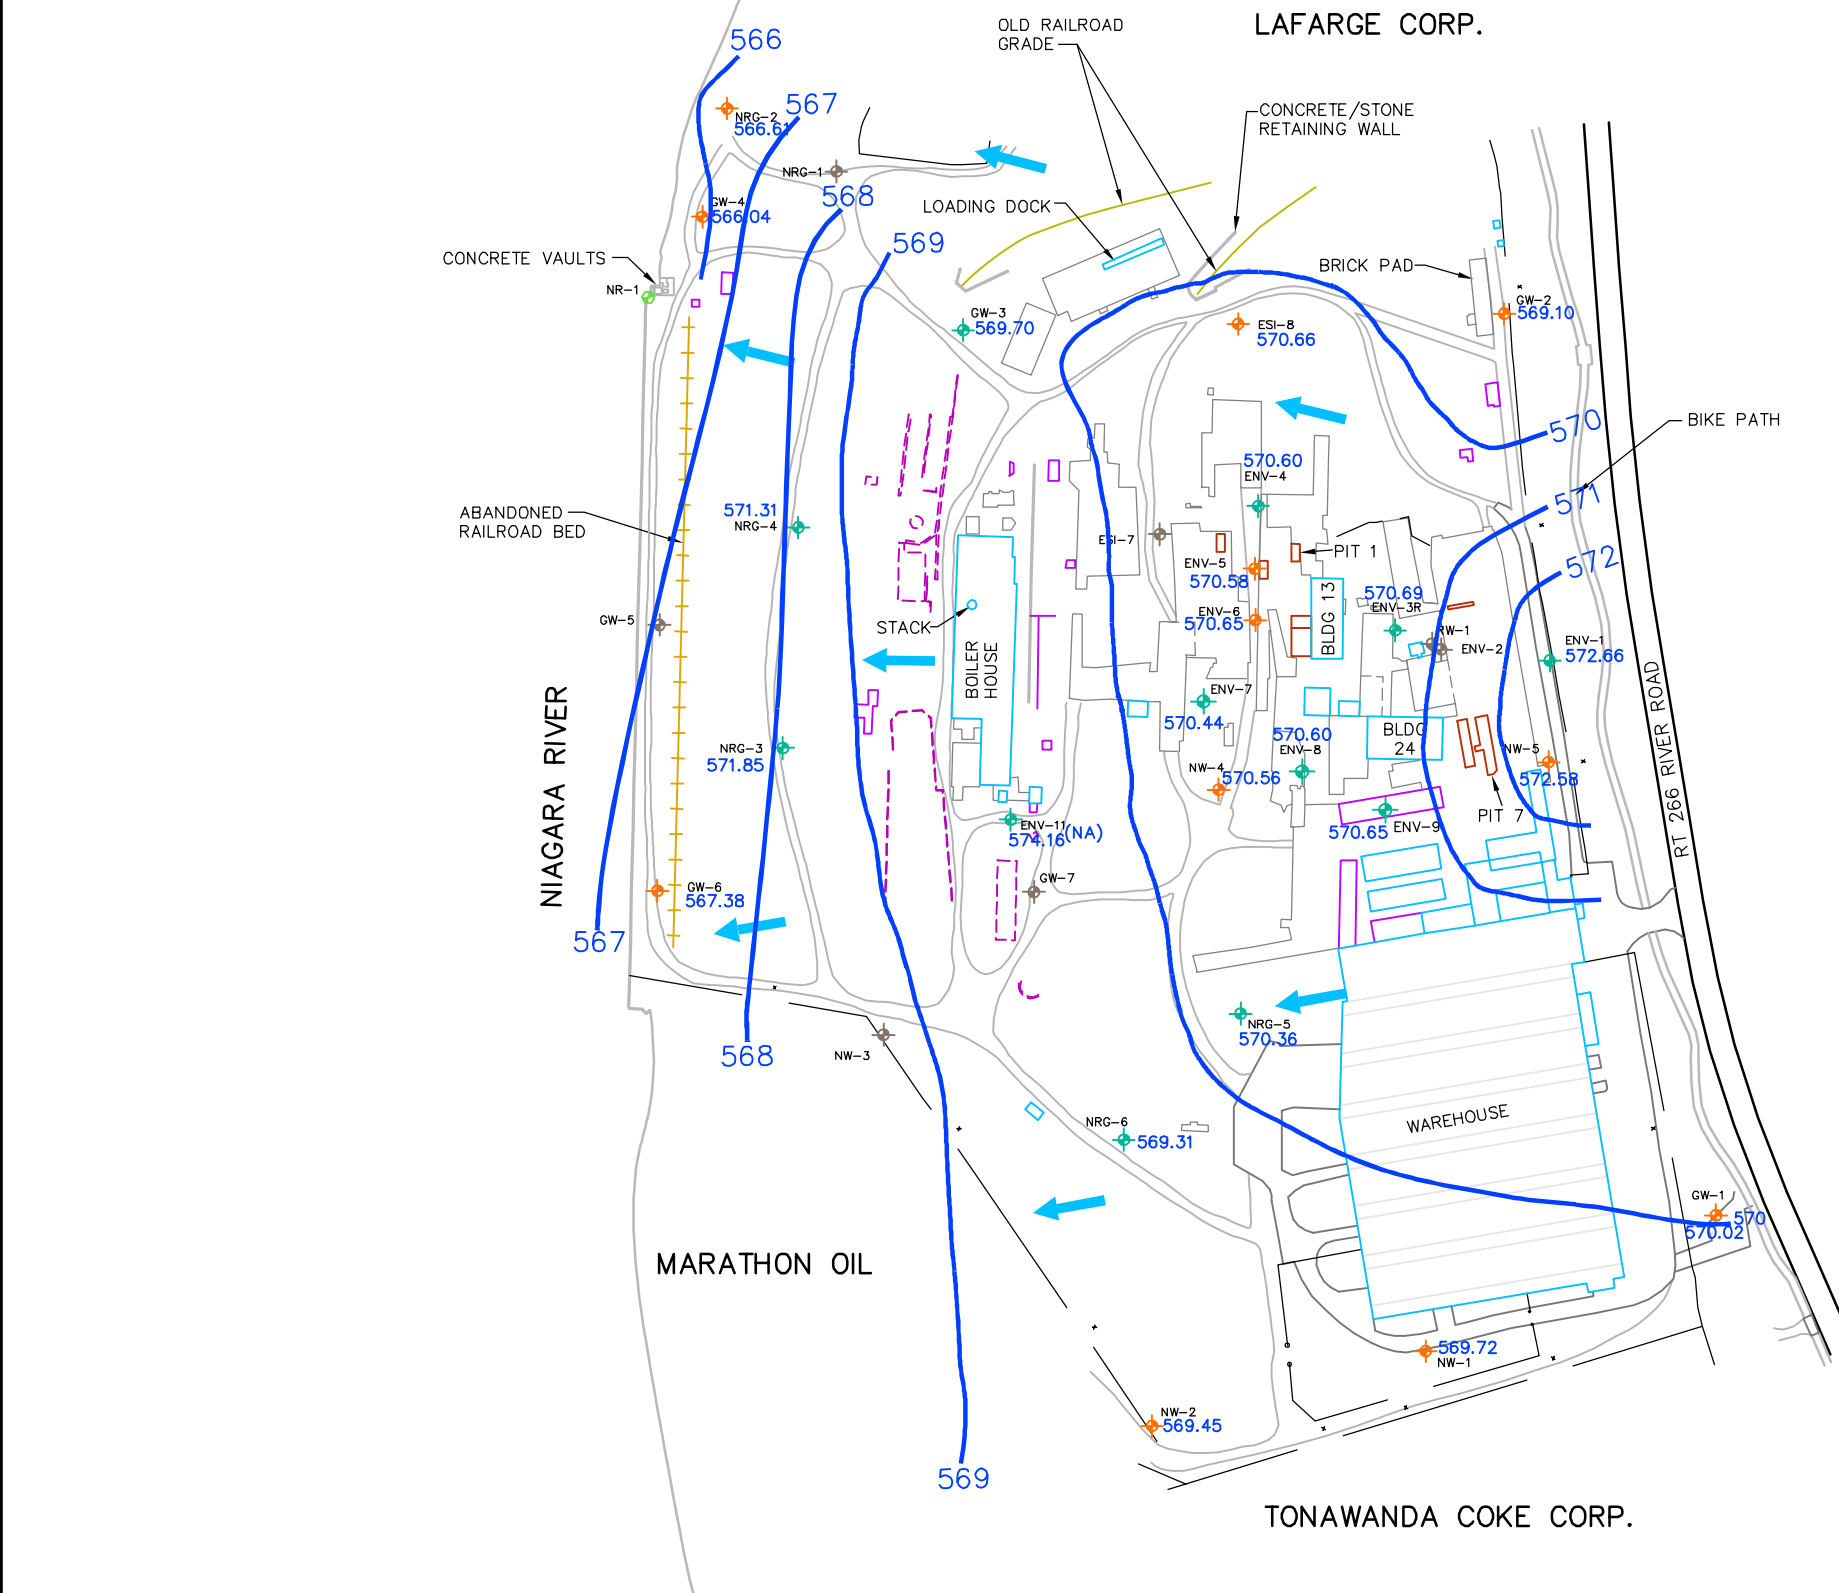 LAFARGE CORP.
OLD RAILROAD
GRADE
566
567
NRG-2
566.61
CONCRETE/STONE
RETAINING WALL
NRG-1
568
GW-4
566.04
LOADING DOCK
569
CONCRETE VAULTS
BRICK PAD
NR-1
GW-2
569.10
GW-3
569.70
ESI-8
570.66
570
BIKE PATH
570.60
ENV-4
571
571.31
NRG-4
ABANDONED
RAILROAD BED
ESI-7
PIT 1
572
ENV-5
570.58
570.69
ENV-3R
BLDG 13
ENV-6
570.65
GW-5
STACK
RW-1
ENV-2
ENV-1
572.66
BOILER
HOUSE
ENV-7
570.44
NIAGARA RIVER
RT 266 RIVER ROAD
NRG-3
571.85
570.60
ENV-8
BLDG
24
NW-5
572.58
NW-4
570.56
PIT 7
ENV-11
574.16(NA)
570.65
ENV-9
GW-7
GW-6
567.38
567
NRG-5
570.36
NW-3
568
NRG-6
569.31
WAREHOUSE
GW-1
570
570.02
MARATHON OIL
569.72
NW-1
NW-2
569.45
569
TONAWANDA COKE CORP.